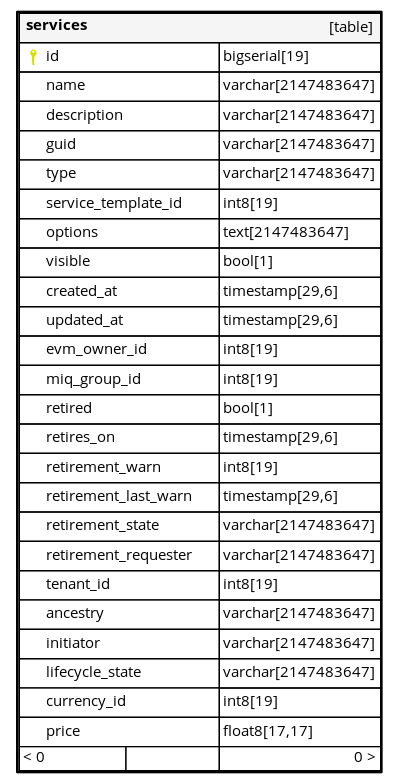 services [table]
id bigserial[19]
name varchar[2147483647]
description varchar[2147483647]
guid varchar[2147483647]
type varchar[2147483647]
service_template_id int8[19]
options text[2147483647]
visible bool[1]
created_at timestamp[29,6]
updated_at timestamp[29,6]
evm_owner_id int8[19]
miq_group_id int8[19]
retired bool[1]
retires_on timestamp[29,6]
retirement_warn int8[19]
retirement_last_warn timestamp[29,6]
retirement_state varchar[2147483647]
retirement_requester varchar[2147483647]
tenant_id int8[19]
ancestry varchar[2147483647]
initiator varchar[2147483647]
lifecycle_state varchar[2147483647]
currency_id int8[19]
price float8[17,17]
< 0 0 >